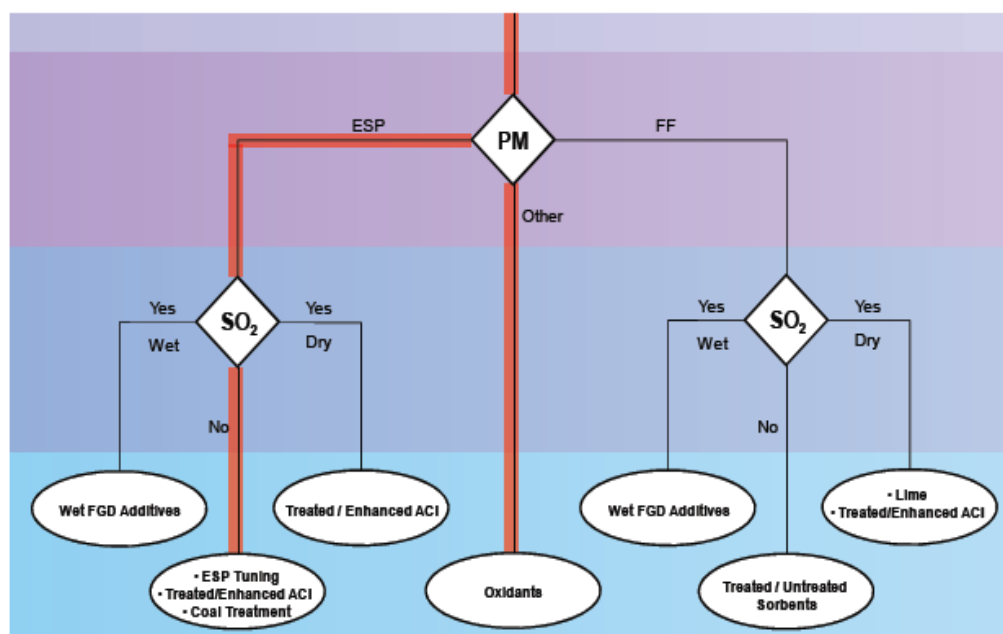 ESP
PM
FF
Other
Yes
Wet
SO₂
Yes
Dry
No
Yes
Wet
SO₂
Yes
Dry
No
Wet FGD Additives
Treated / Enhanced ACI
• ESP Tuning
• Treated/Enhanced ACI
• Coal Treatment
Oxidants
Wet FGD Additives
• Lime
• Treated/Enhanced ACI
Treated / Untreated
Sorbents